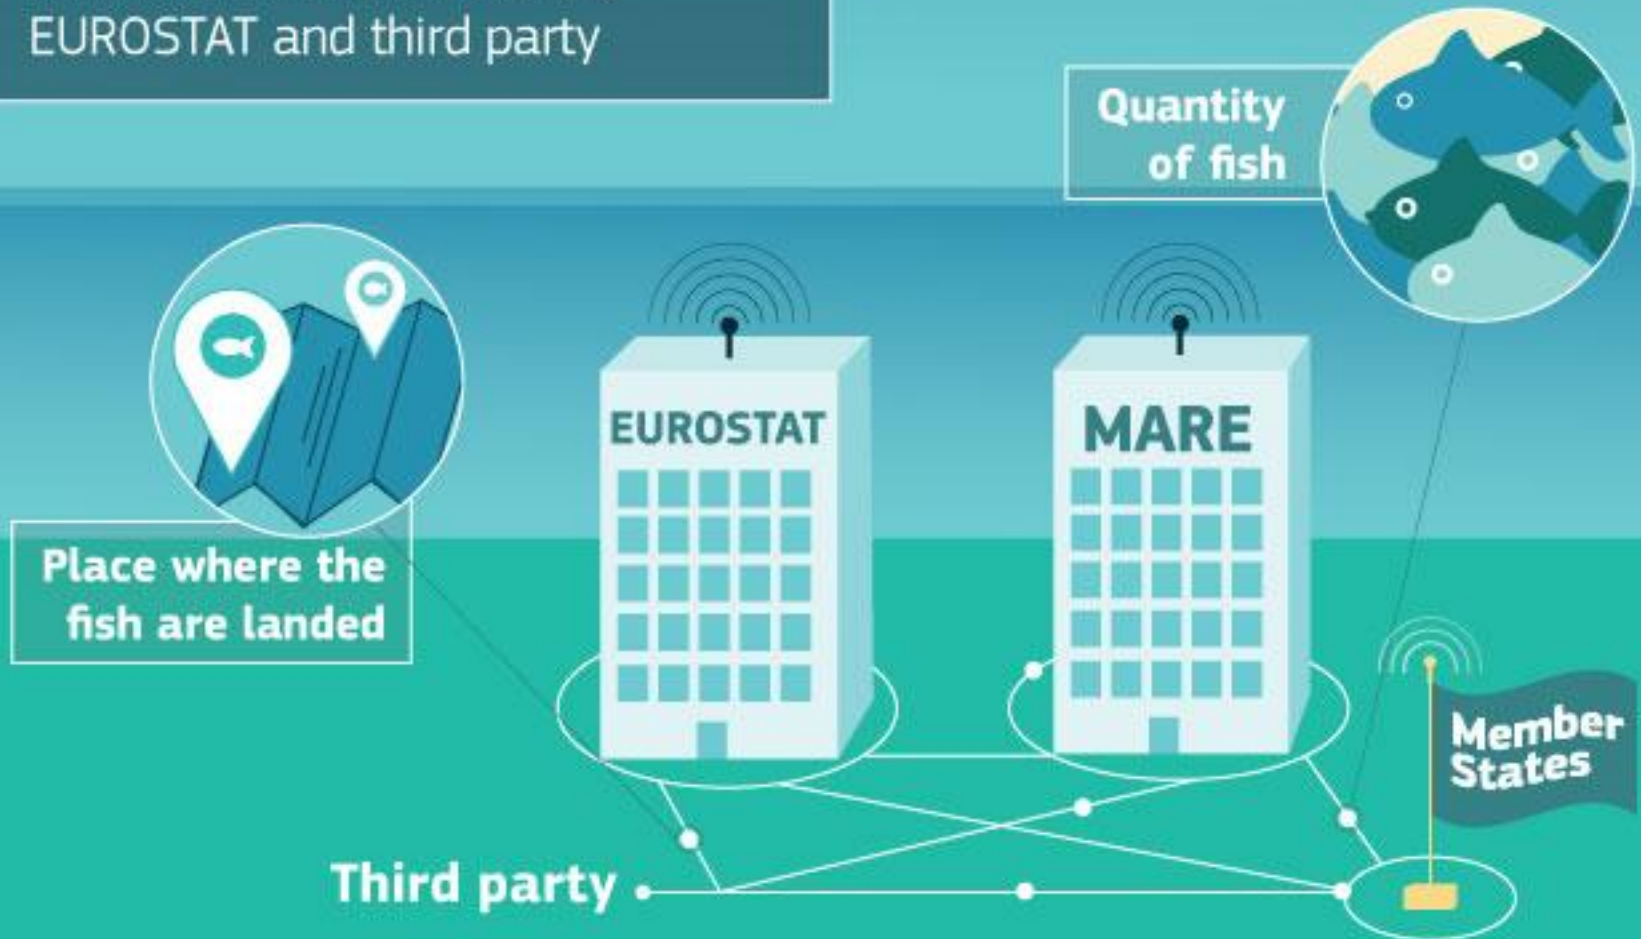 EUROSTAT and third party
Quantity
of fish
EUROSTAT
MARE
Place where the
fish are landed
Member
States
Third party